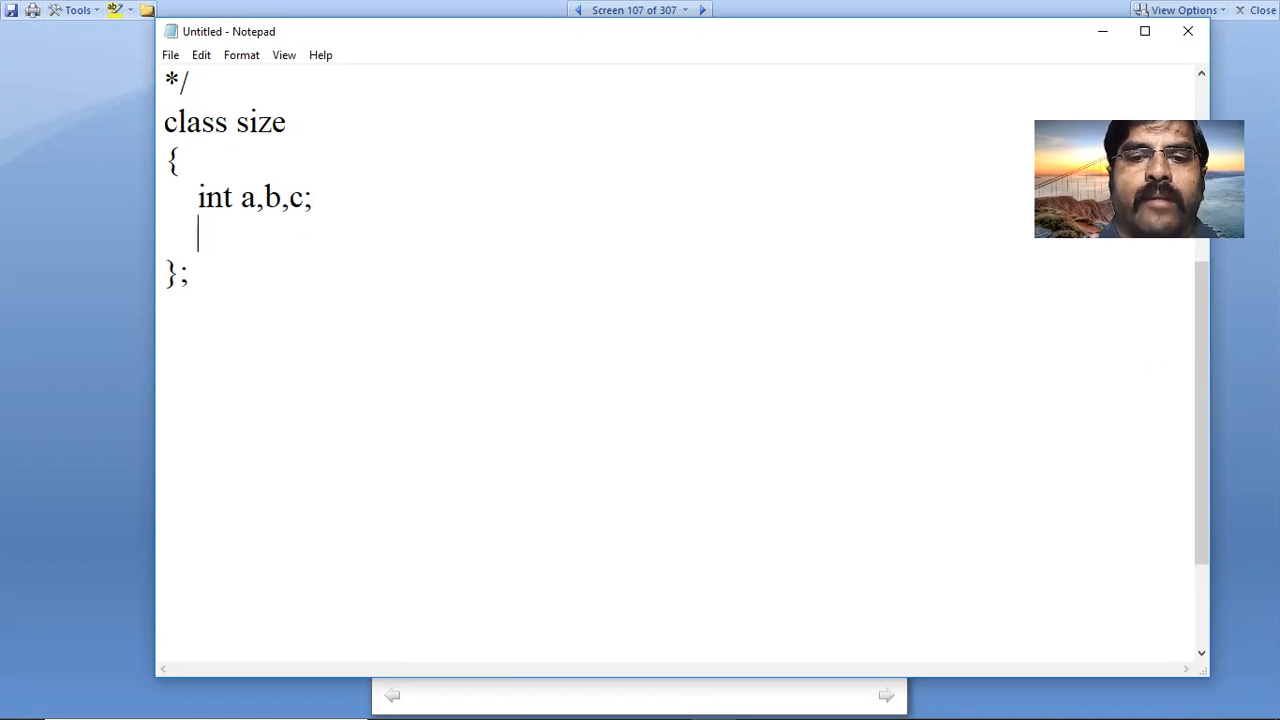 Tools
Screen 107 of 307
View Options
Close
Untitled - Notepad
File Edit Format View Help
*/
class size
{
int a,b,c;
};